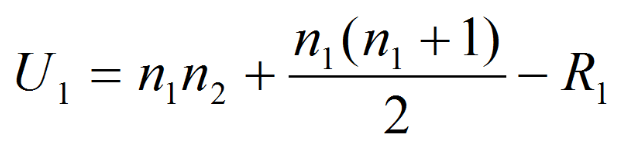 U₁ = n₁n₂ + n₁(n₁ + 1)/2 − R₁